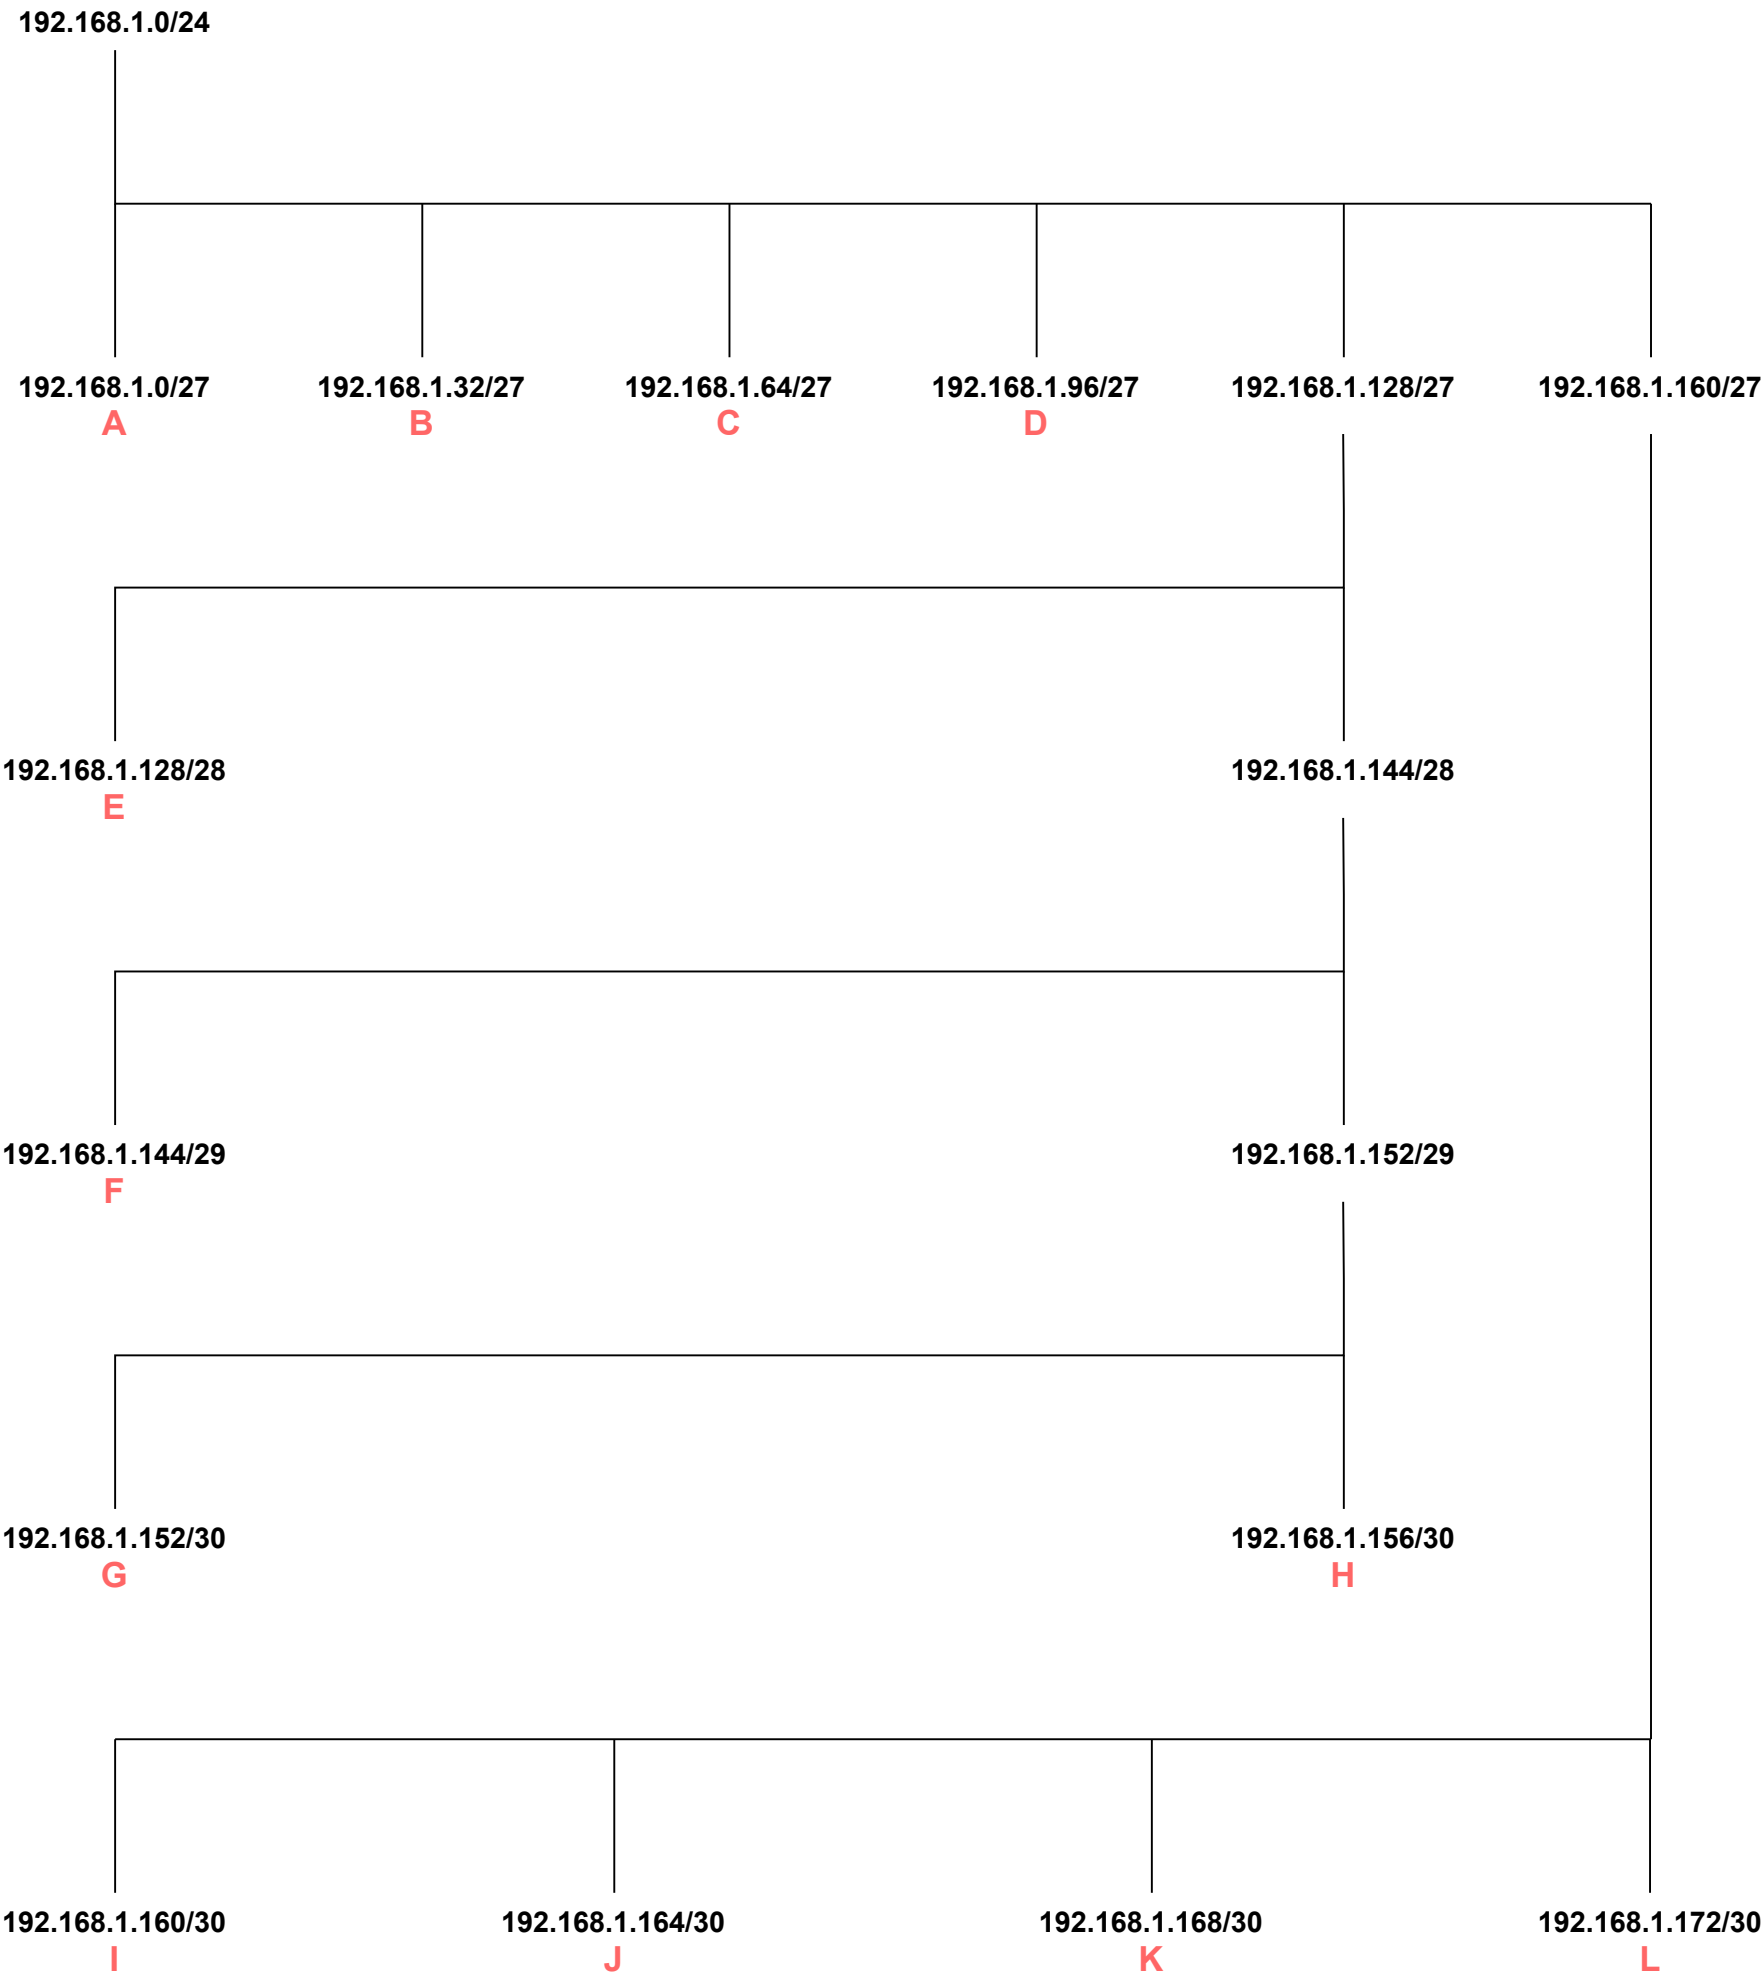 192.168.1.0/24
192.168.1.0/27
A
192.168.1.32/27
B
192.168.1.64/27
C
192.168.1.96/27
D
192.168.1.128/27
192.168.1.160/27
192.168.1.128/28
E
192.168.1.144/28
192.168.1.144/29
F
192.168.1.152/29
192.168.1.152/30
G
192.168.1.156/30
H
192.168.1.160/30
I
192.168.1.164/30
J
192.168.1.168/30
K
192.168.1.172/30
L